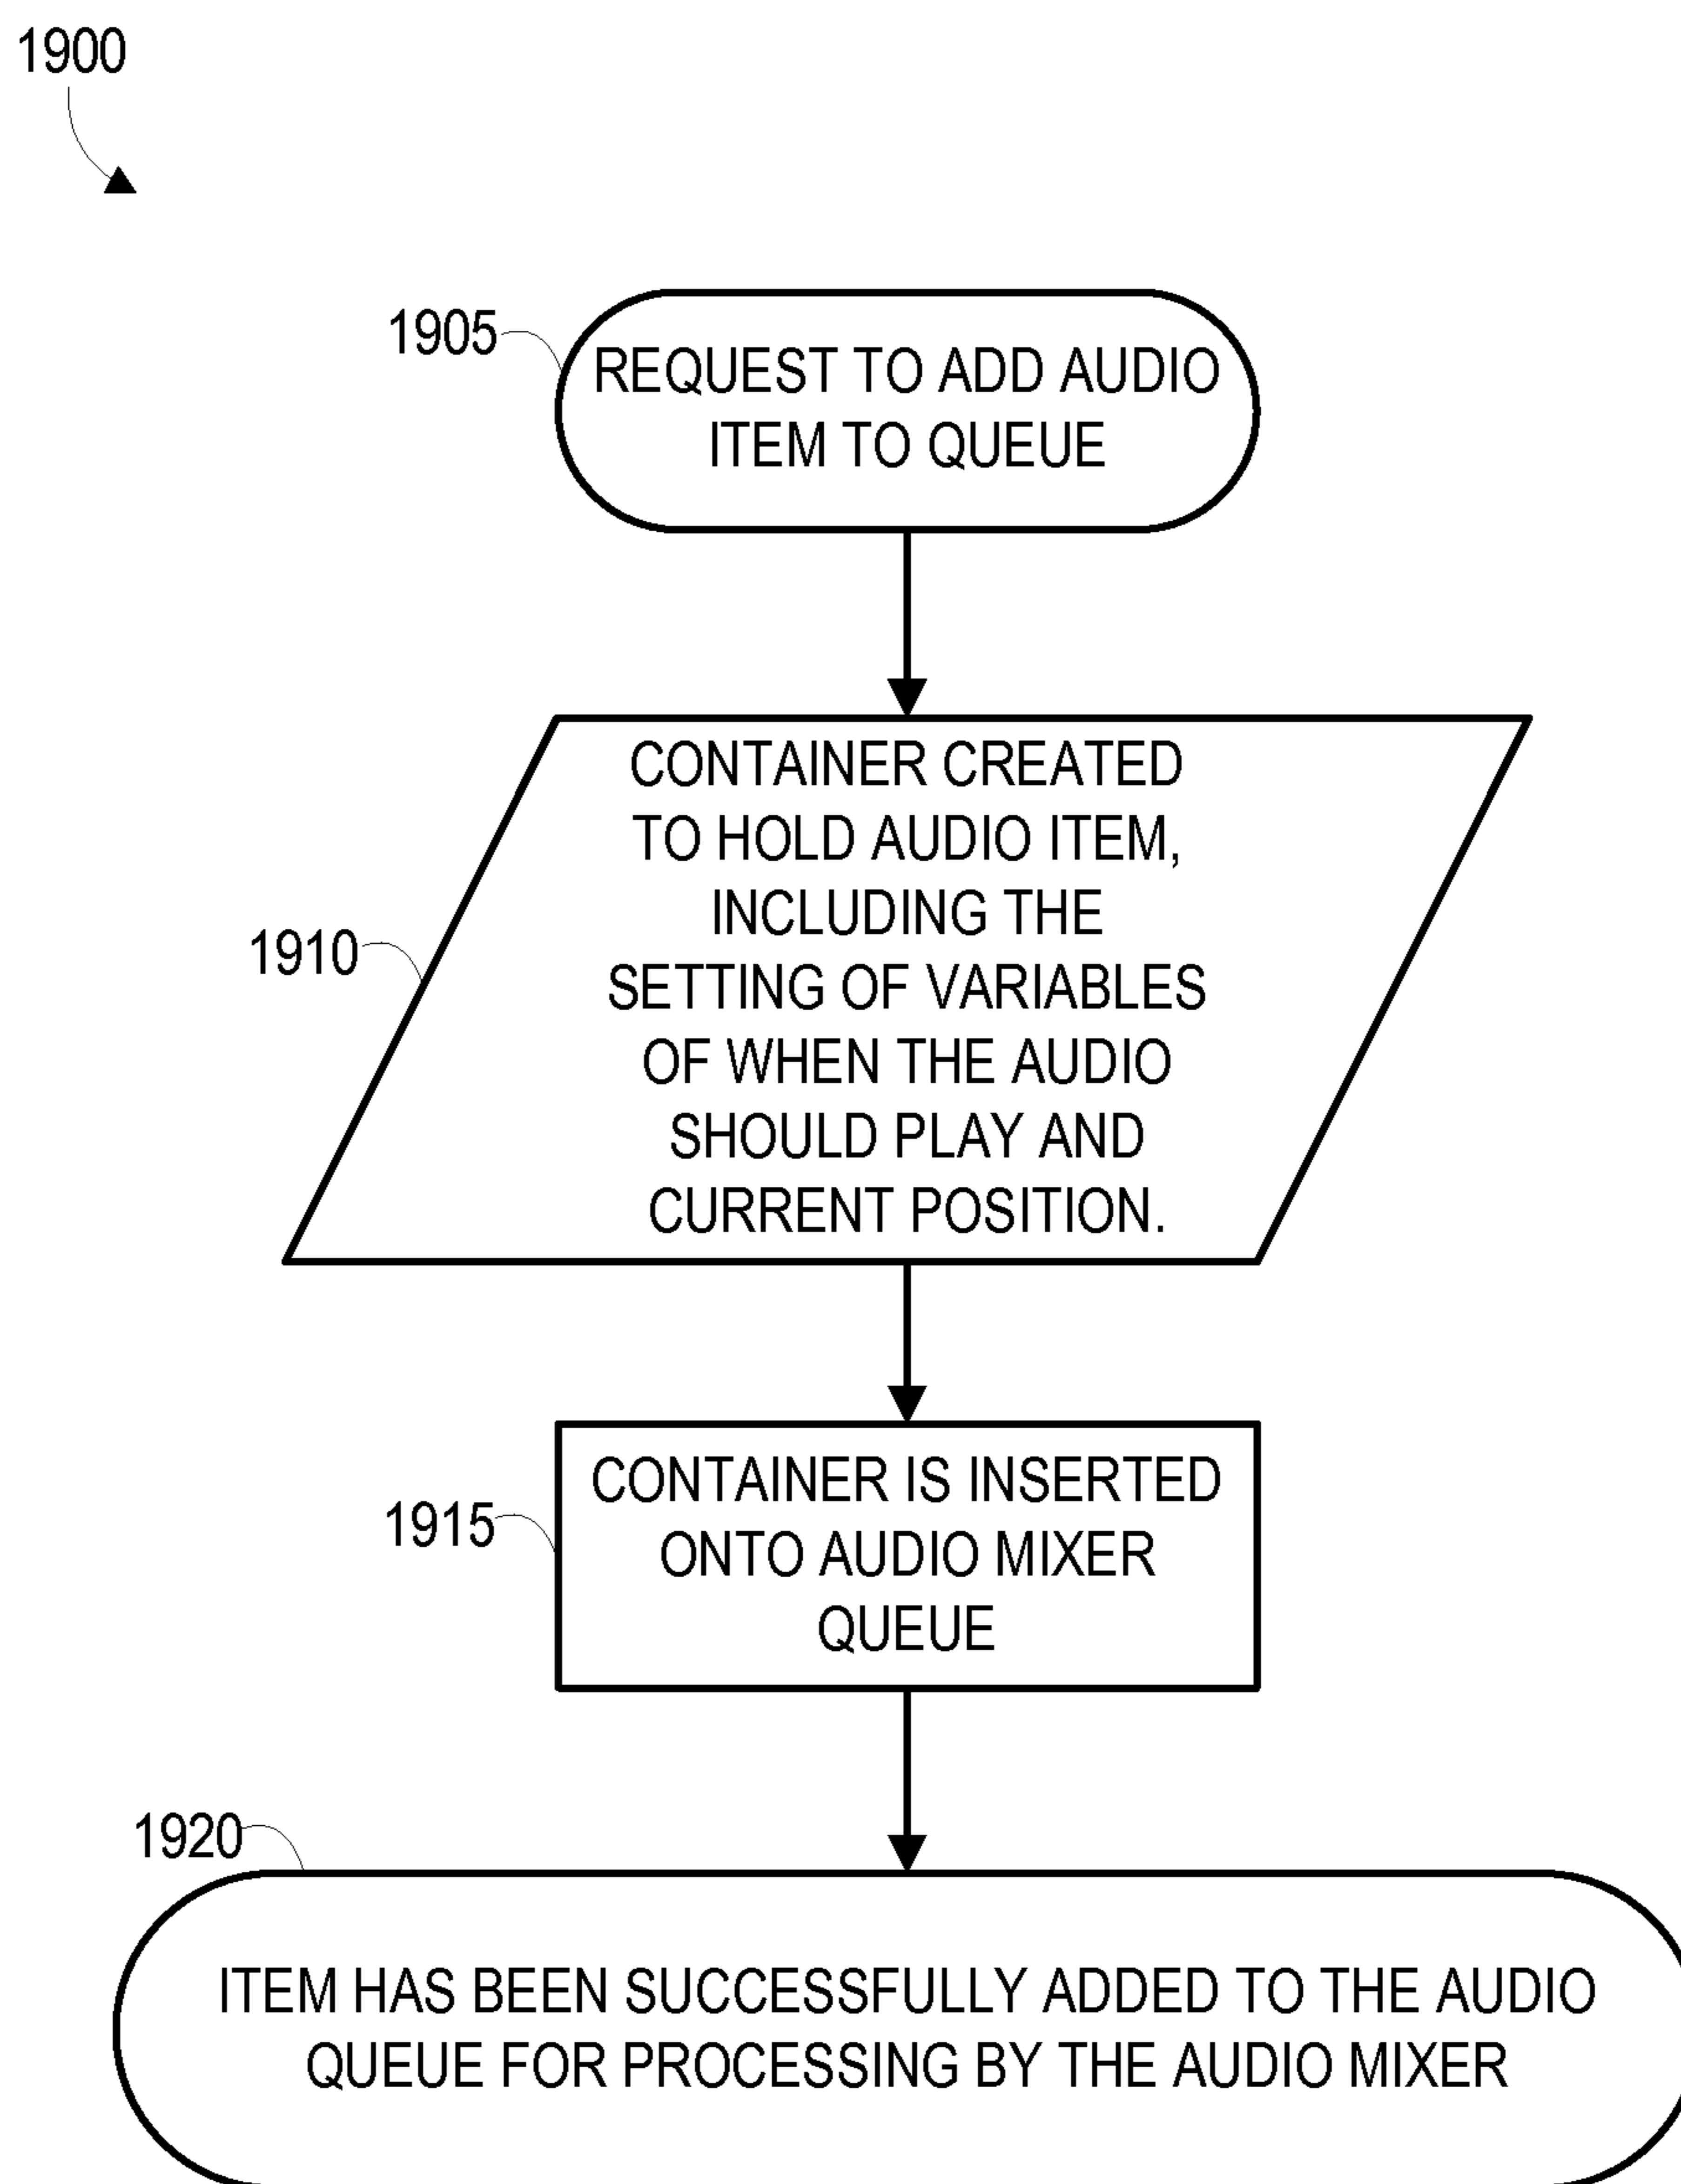 1900
1905
REQUEST TO ADD AUDIO
ITEM TO QUEUE
CONTAINER CREATED
TO HOLD AUDIO ITEM,
INCLUDING THE
1910
SETTING OF VARIABLES
OF WHEN THE AUDIO
SHOULD PLAY AND
CURRENT POSITION.
1915
CONTAINER IS INSERTED
ONTO AUDIO MIXER
QUEUE
1920
ITEM HAS BEEN SUCCESSFULLY ADDED TO THE AUDIO
QUEUE FOR PROCESSING BY THE AUDIO MIXER